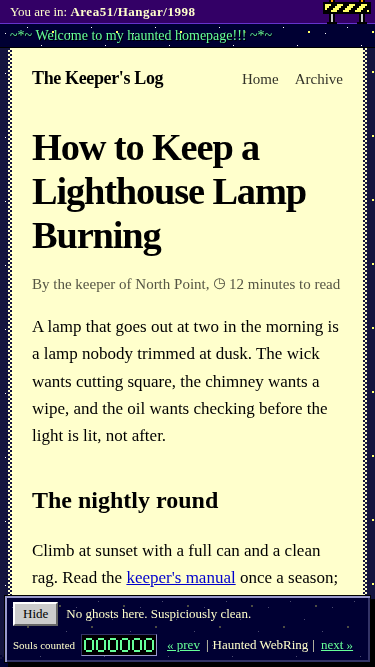 You are in: Area51/Hangar/1998
~*~ Welcome to my haunted homepage!!! ~*~
The Keeper's Log Home Archive
How to Keep a
Lighthouse Lamp
Burning
By the keeper of North Point, 12 minutes to read
A lamp that goes out at two in the morning is
a lamp nobody trimmed at dusk. The wick
wants cutting square, the chimney wants a
wipe, and the oil wants checking before the
light is lit, not after.
The nightly round
Climb at sunset with a full can and a clean
rag. Read the keeper's manual once a season;
Hide No ghosts here. Suspiciously clean.
Souls counted 000000 « prev | Haunted WebRing | next »